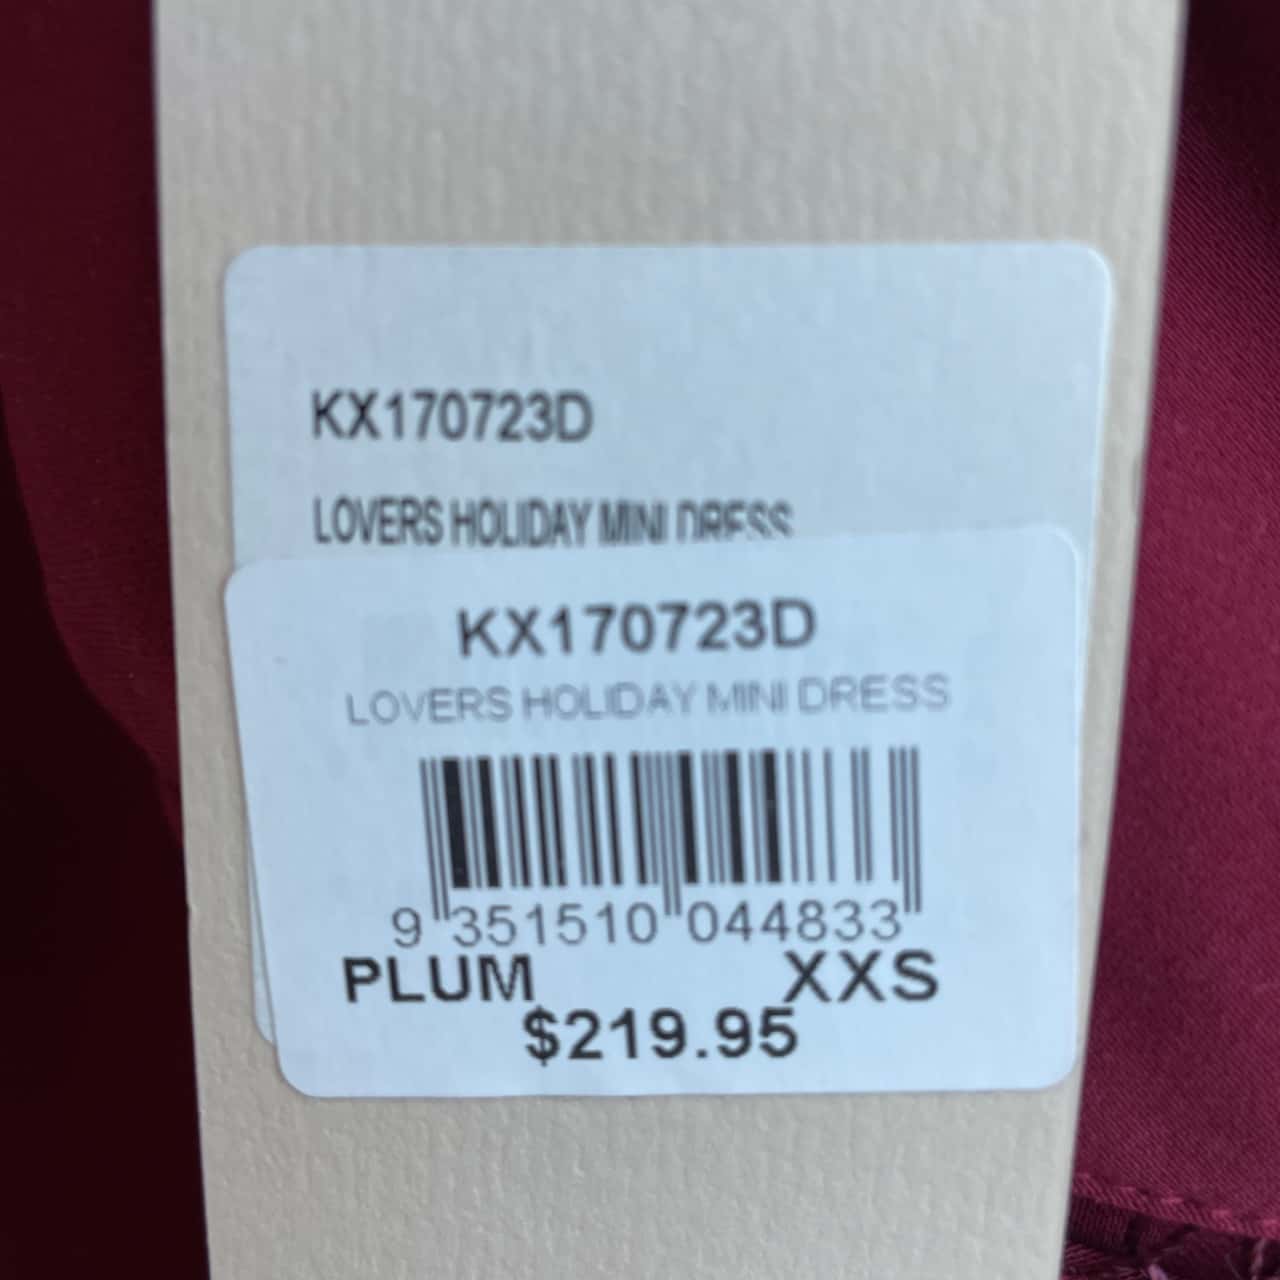 KX170723D
LOVERS HOLIDAY MINI DRESS
KX170723D
LOVERS HOLIDAY MINI DRESS
9 351510 044833
PLUM XXS
$219.95